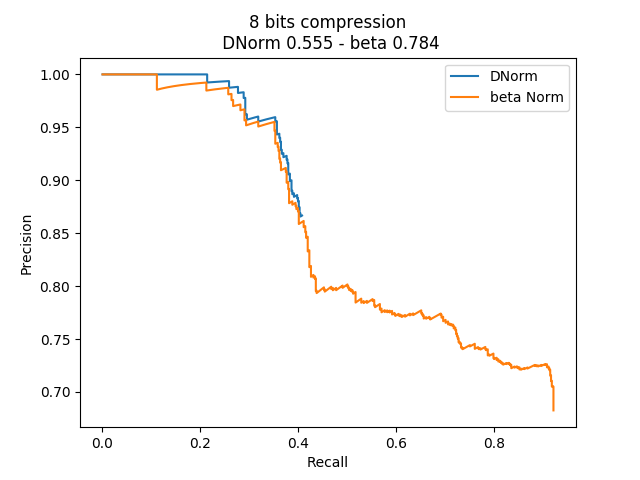 8 bits compression
DNorm 0.555 - beta 0.784
DNorm
beta Norm
1.00
0.95
0.90
0.85
0.80
0.75
0.70
Precision
0.0
0.2
0.4
0.6
0.8
Recall